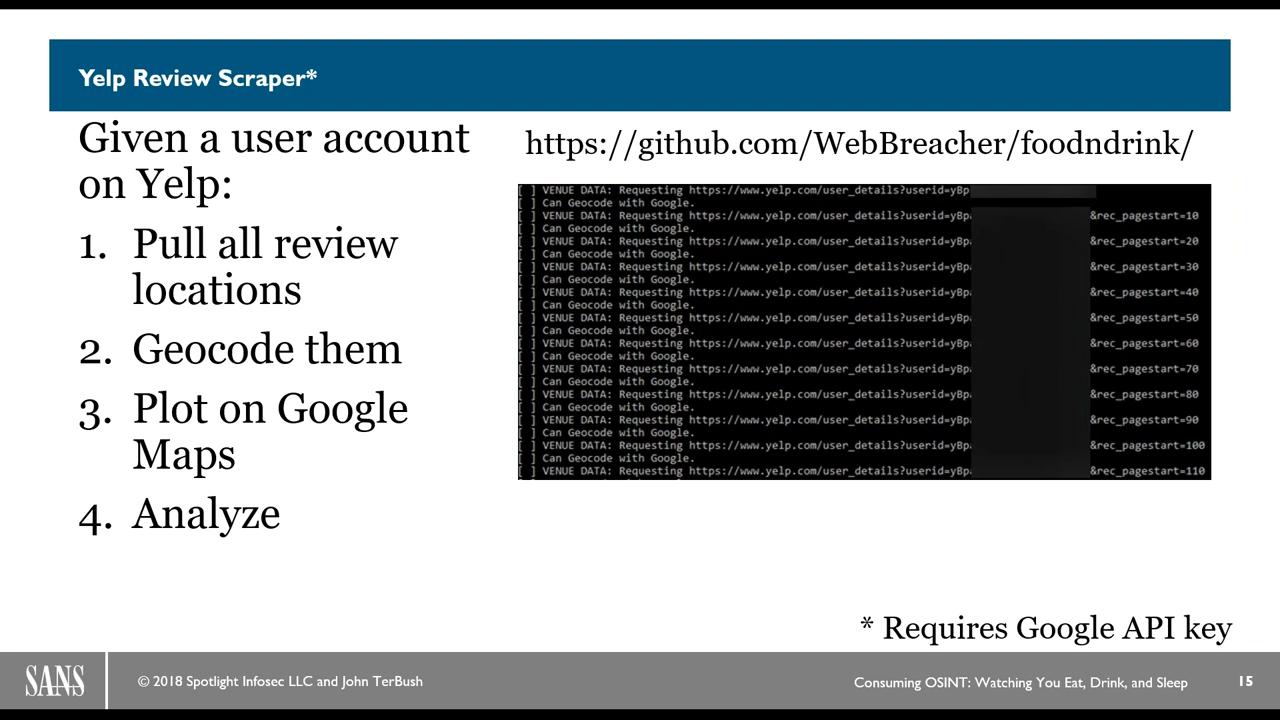 Yelp Review Scraper*
Given a user account
on Yelp:
1. Pull all review
locations
2. Geocode them
3. Plot on Google
Maps
4. Analyze
https://github.com/WebBreacher/foodndrink/
[ ] VENUE DATA: Requesting https://www.yelp.com/user_details?userid=yBp
[ ] Can Geocode with Google.
[ ] VENUE DATA: Requesting https://www.yelp.com/user_details?userid=yBp &rec_pagestart=10
[ ] Can Geocode with Google.
[ ] VENUE DATA: Requesting https://www.yelp.com/user_details?userid=yBp &rec_pagestart=20
[ ] Can Geocode with Google.
[ ] VENUE DATA: Requesting https://www.yelp.com/user_details?userid=yBp &rec_pagestart=30
[ ] Can Geocode with Google.
[ ] VENUE DATA: Requesting https://www.yelp.com/user_details?userid=yBp &rec_pagestart=40
[ ] Can Geocode with Google.
[ ] VENUE DATA: Requesting https://www.yelp.com/user_details?userid=yBp &rec_pagestart=50
[ ] Can Geocode with Google.
[ ] VENUE DATA: Requesting https://www.yelp.com/user_details?userid=yBp &rec_pagestart=60
[ ] Can Geocode with Google.
[ ] VENUE DATA: Requesting https://www.yelp.com/user_details?userid=yBp &rec_pagestart=70
[ ] Can Geocode with Google.
[ ] VENUE DATA: Requesting https://www.yelp.com/user_details?userid=yBp &rec_pagestart=80
[ ] Can Geocode with Google.
[ ] VENUE DATA: Requesting https://www.yelp.com/user_details?userid=yBp &rec_pagestart=90
[ ] Can Geocode with Google.
[ ] VENUE DATA: Requesting https://www.yelp.com/user_details?userid=yBp &rec_pagestart=100
[ ] Can Geocode with Google.
[ ] VENUE DATA: Requesting https://www.yelp.com/user_details?userid=yBp &rec_pagestart=110
* Requires Google API key
SANS
© 2018 Spotlight Infosec LLC and John TerBush
Consuming OSINT: Watching You Eat, Drink, and Sleep
15